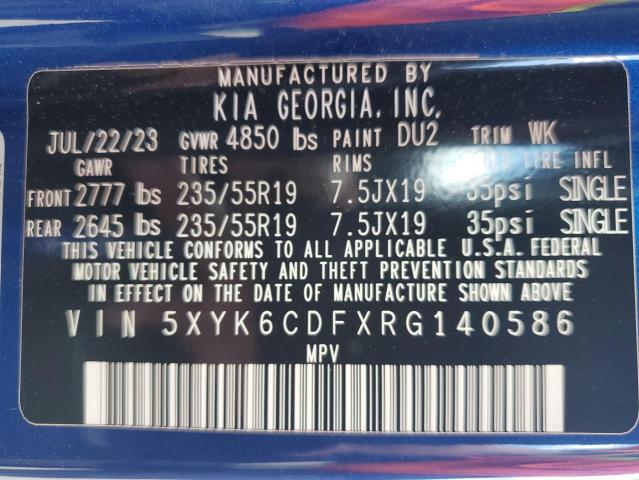 MANUFACTURED BY
KIA GEORGIA, INC.
JUL/22/23 GVWR 4850 lbs PAINT DU2 TRIM WK
GAWR TIRES RIMS COLD TIRE INFL
FRONT 2777 lbs 235/55R19 7.5JX19 35psi SINGLE
REAR 2645 lbs 235/55R19 7.5JX19 35psi SINGLE
THIS VEHICLE CONFORMS TO ALL APPLICABLE U.S.A. FEDERAL
MOTOR VEHICLE SAFETY AND THEFT PREVENTION STANDARDS
IN EFFECT ON THE DATE OF MANUFACTURE SHOWN ABOVE
VIN 5XYK6CDFXRG140586
MPV